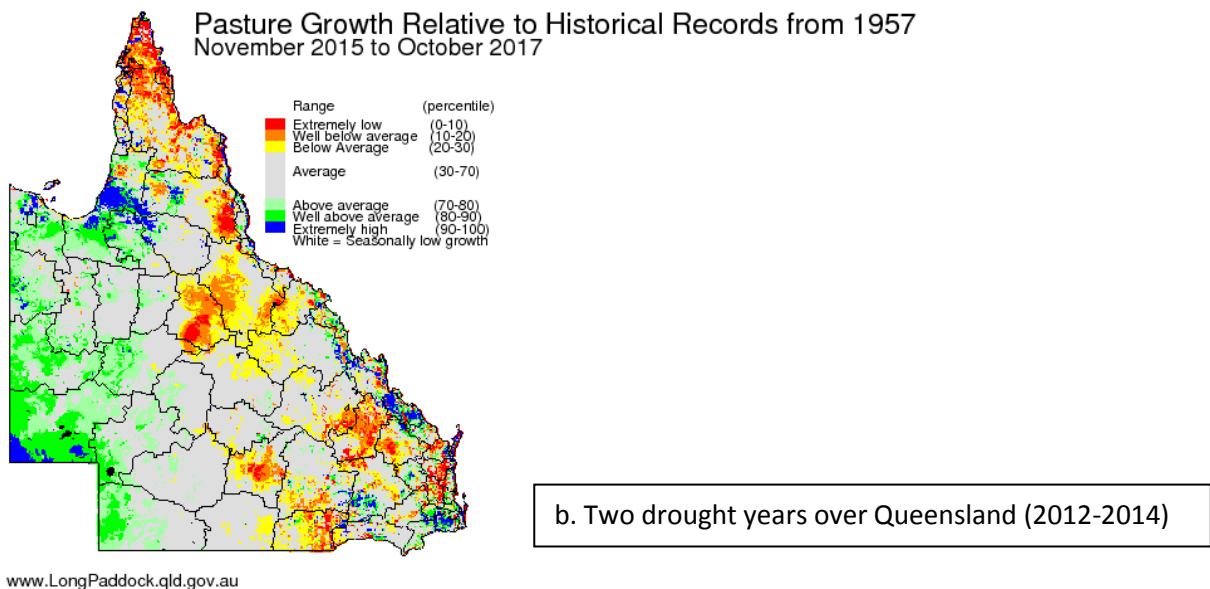 Pasture Growth Relative to Historical Records from 1957
November 2015 to October 2017
Range (percentile)
Extremely low (0-10)
Well below average (10-20)
Below Average (20-30)
Average (30-70)
Above average (70-80)
Well above average (80-90)
Extremely high (90-100)
White = Seasonally low growth
b. Two drought years over Queensland (2012-2014)
www.LongPaddock.qld.gov.au